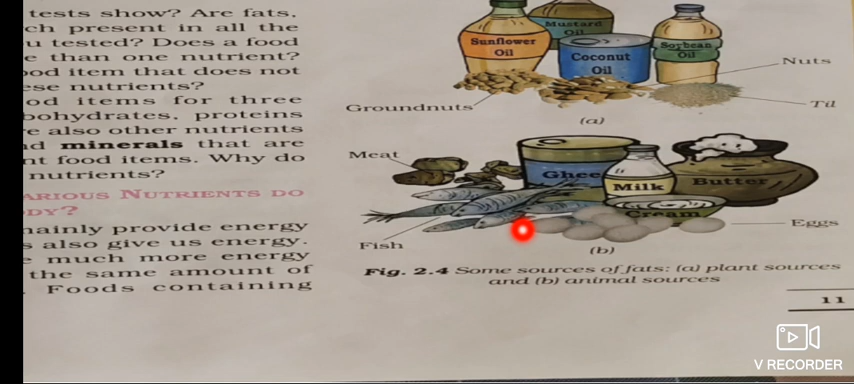 tests show? Are fats,
ch present in all the
u tested? Does a food
e than one nutrient?
od item that does not
ese nutrients?
od items for three
bohydrates, proteins
re also other nutrients
nd minerals that are
nt food items. Why do
nutrients?
ARIOUS NUTRIENTS DO
DY?
mainly provide energy
s also give us energy.
e much more energy
the same amount of
. Foods containing
Mustard
Oil
Sunflower
Oil
Coconut
Oil
Soybean
Oil
Nuts
Groundnuts
Til
(a)
Meat
Ghee
Milk
Butter
Cream
Eggs
Fish
(b)
Fig. 2.4 Some sources of fats: (a) plant sources
and (b) animal sources
11
V RECORDER